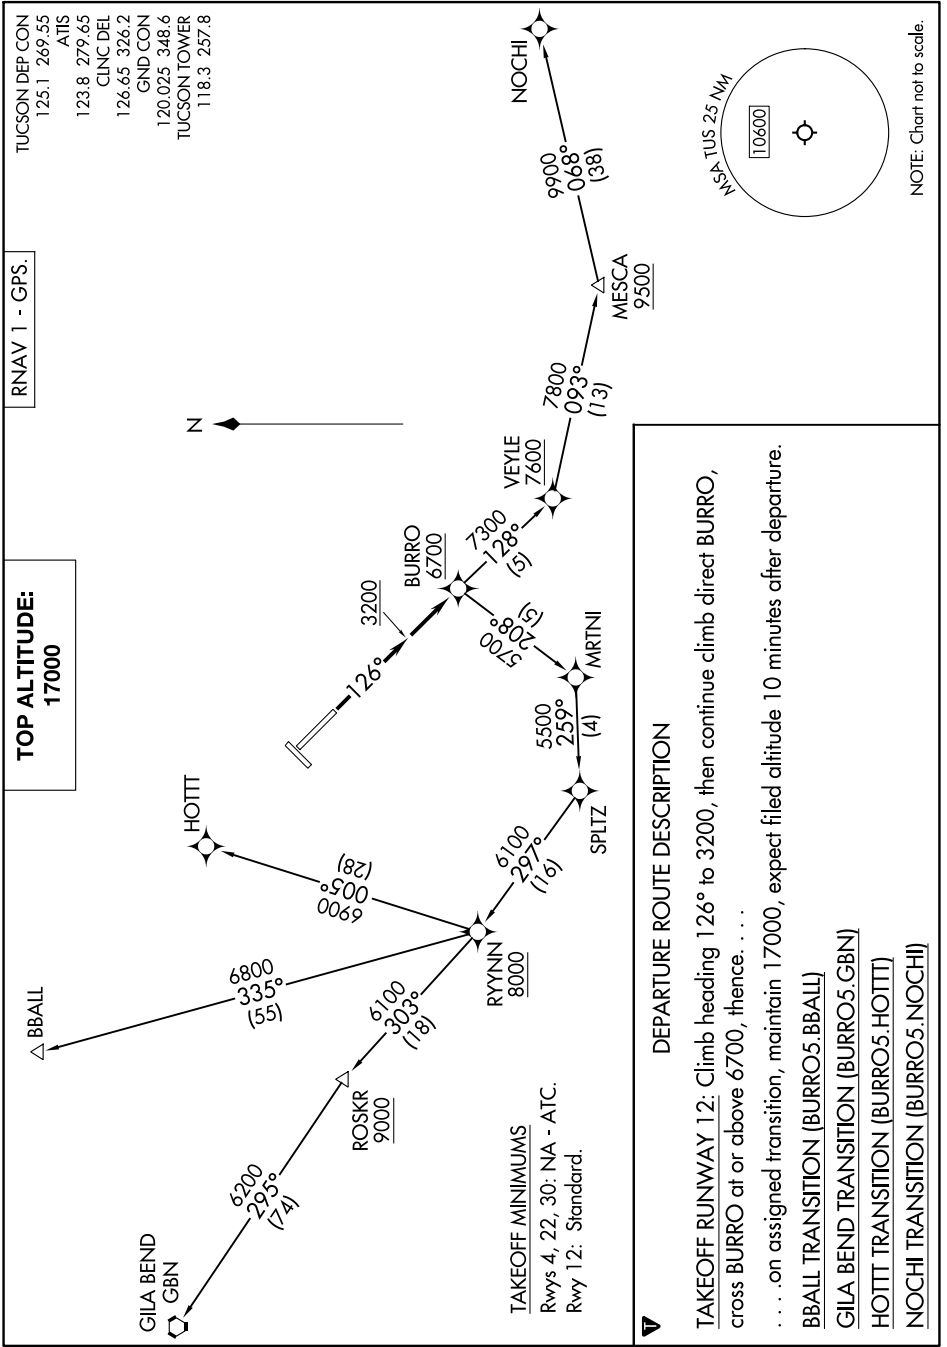 TUCSON DEP CON
125.1 269.55
ATIS
123.8 279.65
CLNC DEL
126.65 326.2
GND CON
120.025 348.6
TUCSON TOWER
118.3 257.8
RNAV 1 - GPS.
TOP ALTITUDE:
17000
NOCHI
9900
068°
(38)
MSA TUS 25 NM
10600
NOTE: Chart not to scale.
MESCA
9500
7800
093°
(13)
VEYLE
7600
N
7300
128°
(5)
BURRO
6700
3200
126°
5700
208°
(5)
MRTNI
5500
259°
(4)
SPLTZ
6100
297°
(16)
HOTTT
6900
005°
(28)
RYYNN
8000
BBALL
6800
335°
(55)
6100
303°
(18)
ROSKR
9000
6200
295°
(74)
GILA BEND
GBN
TAKEOFF MINIMUMS
Rwys 4, 22, 30: NA - ATC.
Rwy 12: Standard.
T
DEPARTURE ROUTE DESCRIPTION
TAKEOFF RUNWAY 12: Climb heading 126° to 3200, then continue climb direct BURRO,
cross BURRO at or above 6700, thence. . . .
. . . .on assigned transition, maintain 17000, expect filed altitude 10 minutes after departure.
BBALL TRANSITION (BURRO5.BBALL)
GILA BEND TRANSITION (BURRO5.GBN)
HOTTT TRANSITION (BURRO5.HOTTT)
NOCHI TRANSITION (BURRO5.NOCHI)